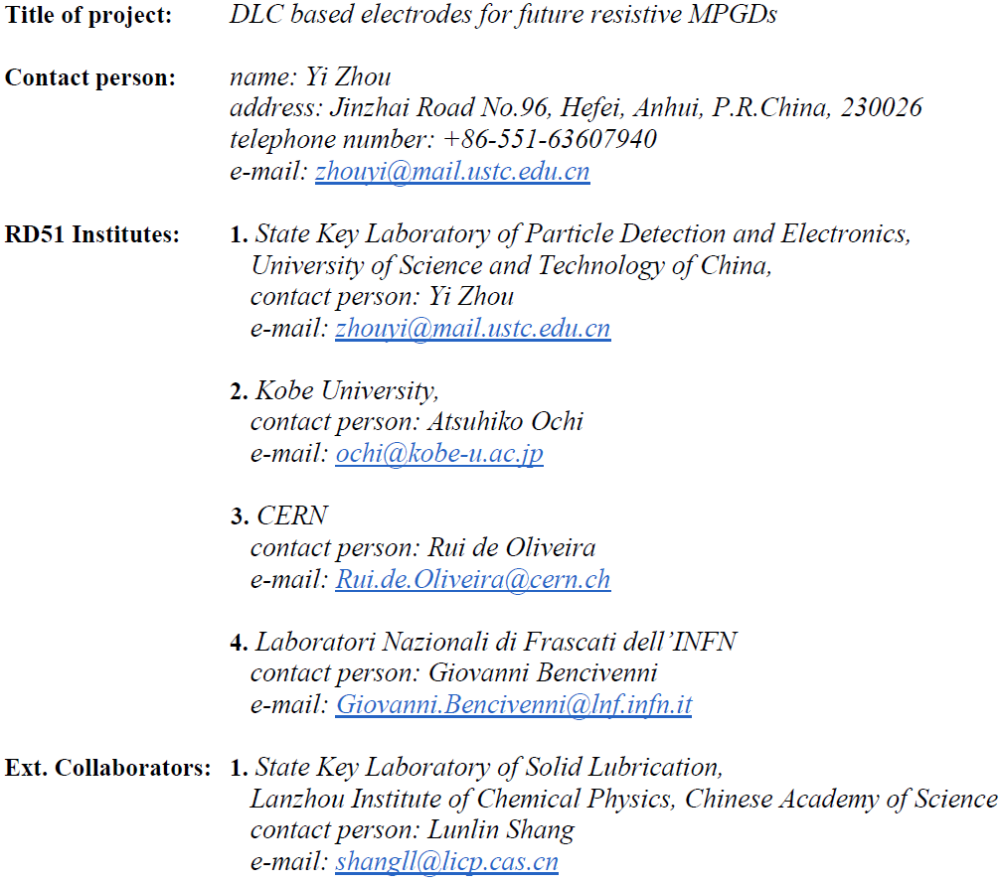 Title of project: DLC based electrodes for future resistive MPGDs
Contact person: name: Yi Zhou
address: Jinzhai Road No.96, Hefei, Anhui, P.R.China, 230026
telephone number: +86-551-63607940
e-mail: zhouyi@mail.ustc.edu.cn
RD51 Institutes: 1. State Key Laboratory of Particle Detection and Electronics,
University of Science and Technology of China,
contact person: Yi Zhou
e-mail: zhouyi@mail.ustc.edu.cn
2. Kobe University,
contact person: Atsuhiko Ochi
e-mail: ochi@kobe-u.ac.jp
3. CERN
contact person: Rui de Oliveira
e-mail: Rui.de.Oliveira@cern.ch
4. Laboratori Nazionali di Frascati dell’INFN
contact person: Giovanni Bencivenni
e-mail: Giovanni.Bencivenni@lnf.infn.it
Ext. Collaborators: 1. State Key Laboratory of Solid Lubrication,
Lanzhou Institute of Chemical Physics, Chinese Academy of Science
contact person: Lunlin Shang
e-mail: shangll@licp.cas.cn